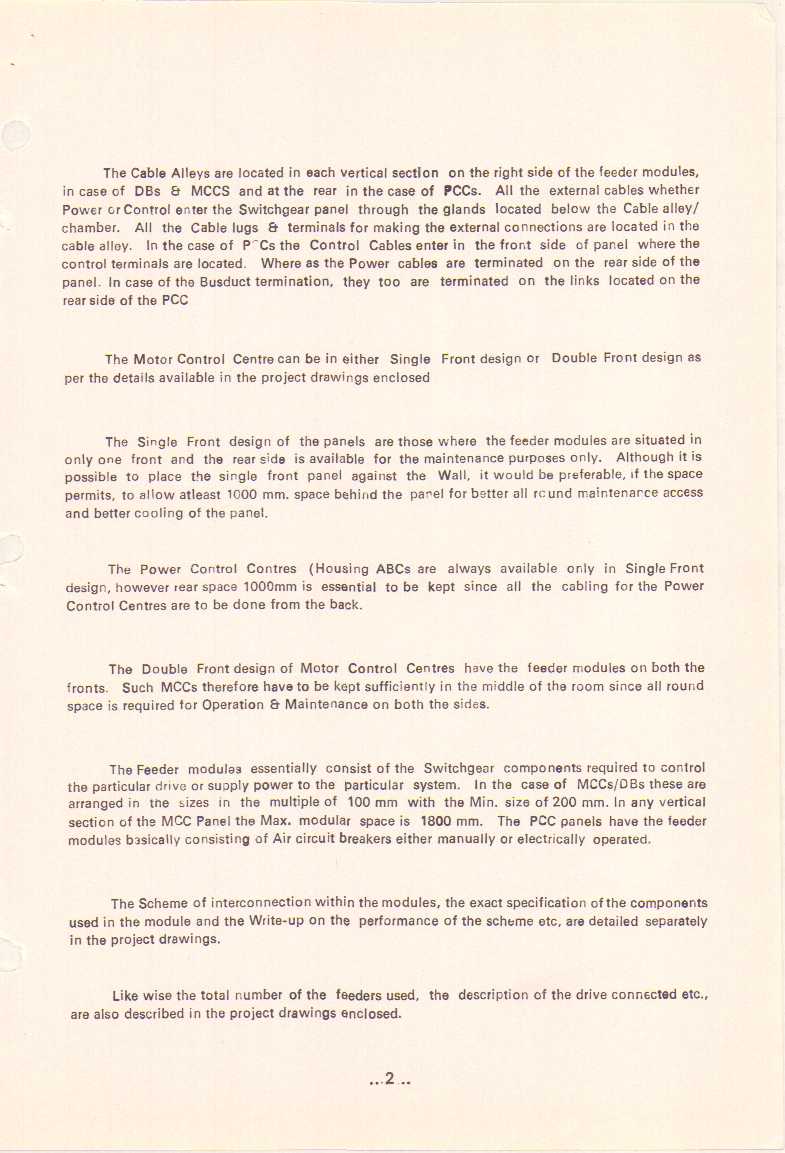 The Cable Alleys are located in each vertical section on the right side of the feeder modules,
in case of DBs & MCCS and at the rear in the case of PCCs. All the external cables whether
Power or Control enter the Switchgear panel through the glands located below the Cable alley/
chamber. All the Cable lugs & terminals for making the external connections are located in the
cable alley. In the case of P Cs the Control Cables enter in the front side of panel where the
control terminals are located. Where as the Power cables are terminated on the rear side of the
panel. In case of the Busduct termination, they too are terminated on the links located on the
rear side of the PCC
The Motor Control Centre can be in either Single Front design or Double Front design as
per the details available in the project drawings enclosed
The Single Front design of the panels are those where the feeder modules are situated in
only one front and the rear side is available for the maintenance purposes only. Although it is
possible to place the single front panel against the Wall, it would be preferable, if the space
permits, to allow atleast 1000 mm. space behind the panel for better all round maintenance access
and better cooling of the panel.
The Power Control Contres (Housing ABCs are always available only in Single Front
design, however rear space 1000mm is essential to be kept since all the cabling for the Power
Control Centres are to be done from the back.
The Double Front design of Motor Control Centres have the feeder modules on both the
fronts. Such MCCs therefore have to be kept sufficiently in the middle of the room since all round
space is required for Operation & Maintenance on both the sides.
The Feeder modules essentially consist of the Switchgear components required to control
the particular drive or supply power to the particular system. In the case of MCCs/DBs these are
arranged in the sizes in the multiple of 100 mm with the Min. size of 200 mm. In any vertical
section of the MCC Panel the Max. modular space is 1800 mm. The PCC panels have the feeder
modules basically consisting of Air circuit breakers either manually or electrically operated.
The Scheme of interconnection within the modules, the exact specification of the components
used in the module and the Write-up on the performance of the scheme etc, are detailed separately
in the project drawings.
Like wise the total number of the feeders used, the description of the drive connected etc.,
are also described in the project drawings enclosed.
...2...